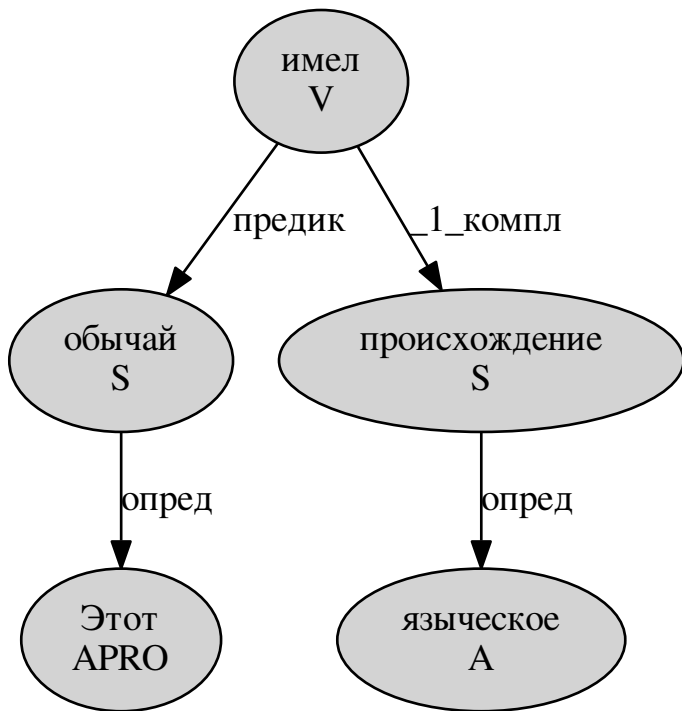 имел
V
предик
_1_компл
обычай
S
происхождение
S
опред
опред
Этот
APRO
языческое
A